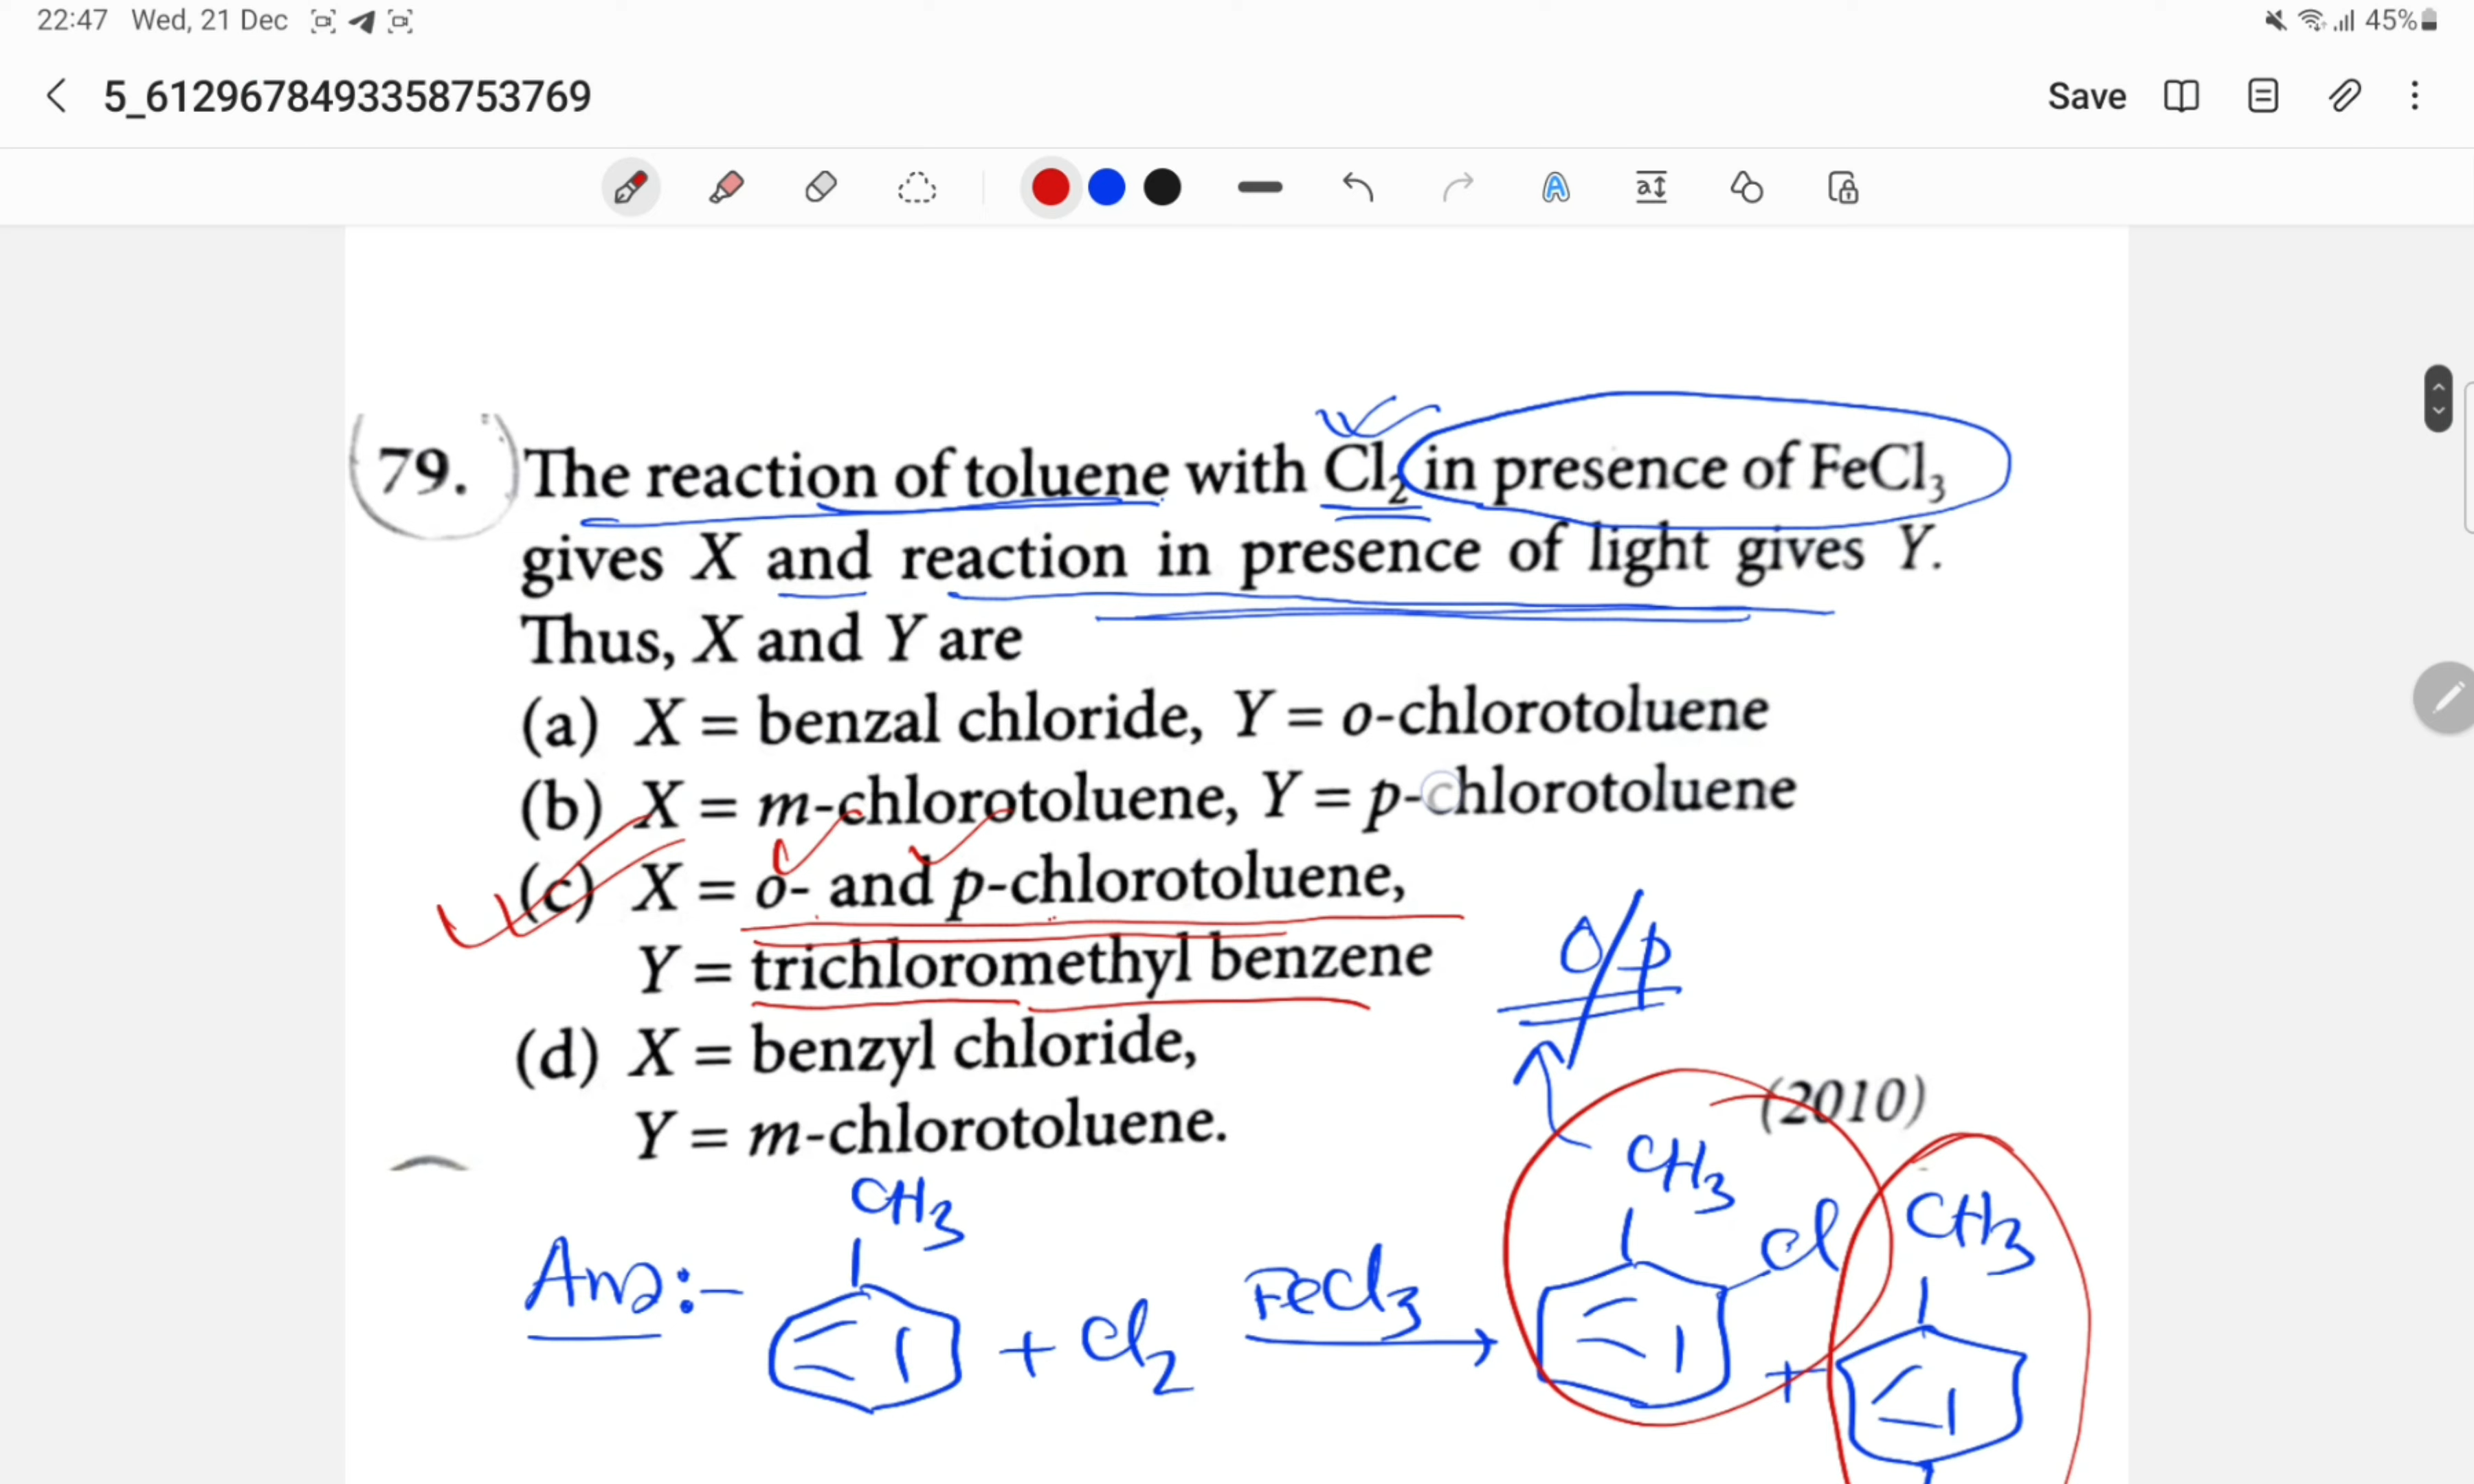 22:47 Wed, 21 Dec
45%
5_6129678493358753769
Save
79. The reaction of toluene with Cl₂ in presence of FeCl₃
gives X and reaction in presence of light gives Y.
Thus, X and Y are
(a) X = benzal chloride, Y = o-chlorotoluene
(b) X = m-chlorotoluene, Y = p-chlorotoluene
(c) X = o- and p-chlorotoluene,
Y = trichloromethyl benzene
o/p
(d) X = benzyl chloride,
Y = m-chlorotoluene.
(2010)
Ans:-
CH₃
+ Cl₂
FeCl₃
CH₃
Cl
+
CH₃